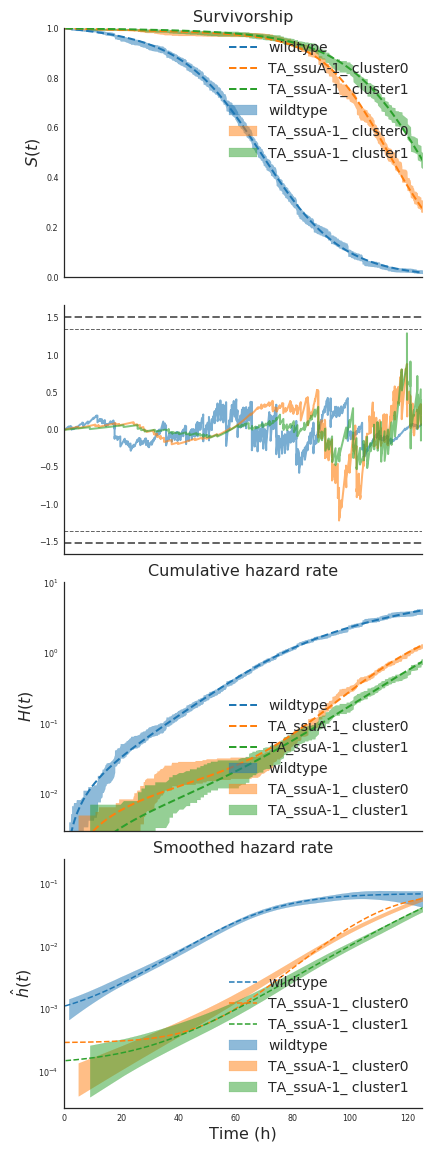 Survivorship
1.0
0.8
0.6
0.4
0.2
0.0
S(t)
wildtype
TA_ssuA-1_ cluster0
TA_ssuA-1_ cluster1
wildtype
TA_ssuA-1_ cluster0
TA_ssuA-1_ cluster1
1.5
1.0
0.5
0.0
−0.5
−1.0
−1.5
Cumulative hazard rate
10¹
10⁰
10⁻¹
10⁻²
H(t)
wildtype
TA_ssuA-1_ cluster0
TA_ssuA-1_ cluster1
wildtype
TA_ssuA-1_ cluster0
TA_ssuA-1_ cluster1
Smoothed hazard rate
10⁻¹
10⁻²
10⁻³
10⁻⁴
ĥ(t)
wildtype
TA_ssuA-1_ cluster0
TA_ssuA-1_ cluster1
wildtype
TA_ssuA-1_ cluster0
TA_ssuA-1_ cluster1
0 20 40 60 80 100 120
Time (h)